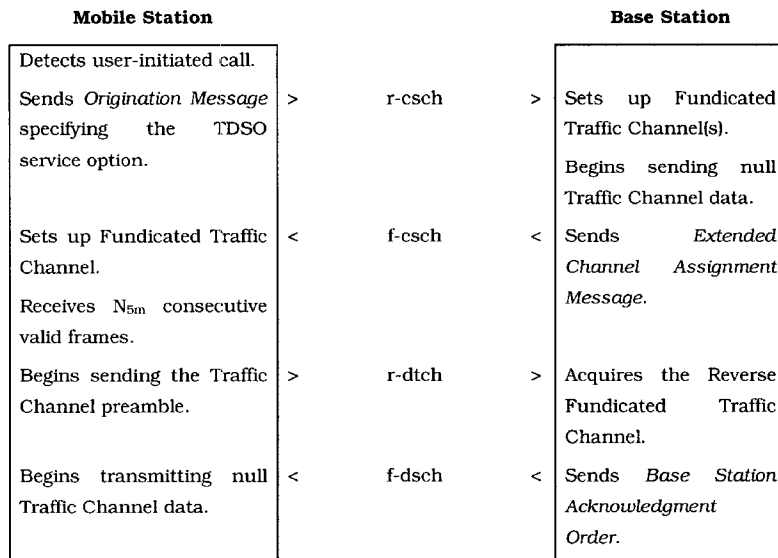 Mobile Station Base Station
Detects user-initiated call.
Sends Origination Message > r-csch > Sets up Fundicated
specifying the TDSO Traffic Channel(s).
service option.
Begins sending null
Traffic Channel data.
Sets up Fundicated Traffic < f-csch < Sends Extended
Channel. Channel Assignment
Message.
Receives N5m consecutive
valid frames.
Begins sending the Traffic > r-dtch > Acquires the Reverse
Channel preamble. Fundicated Traffic
Channel.
Begins transmitting null < f-dsch < Sends Base Station
Traffic Channel data. Acknowledgment
Order.